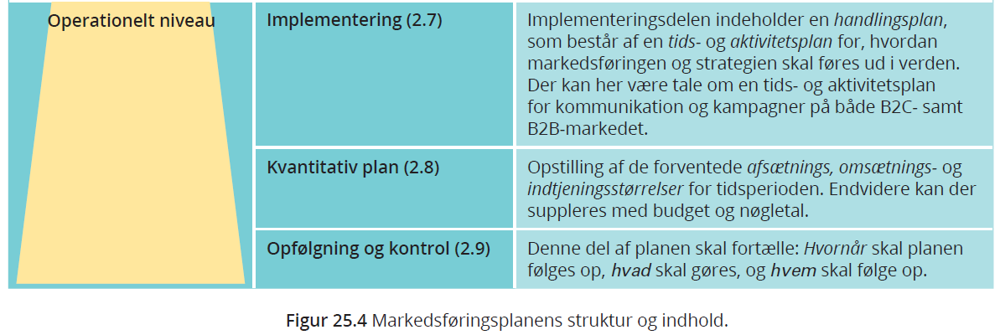 Operationelt niveau
Implementering (2.7)
Implementeringsdelen indeholder en handlingsplan,
som består af en tids- og aktivitetsplan for, hvordan
markedsføringen og strategien skal føres ud i verden.
Der kan her være tale om en tids- og aktivitetsplan
for kommunikation og kampagner på både B2C- samt
B2B-markedet.
Kvantitativ plan (2.8)
Opstilling af de forventede afsætnings, omsætnings- og
indtjeningsstørrelser for tidsperioden. Endvidere kan der
suppleres med budget og nøgletal.
Opfølgning og kontrol (2.9)
Denne del af planen skal fortælle: Hvornår skal planen
følges op, hvad skal gøres, og hvem skal følge op.
Figur 25.4 Markedsføringsplanens struktur og indhold.